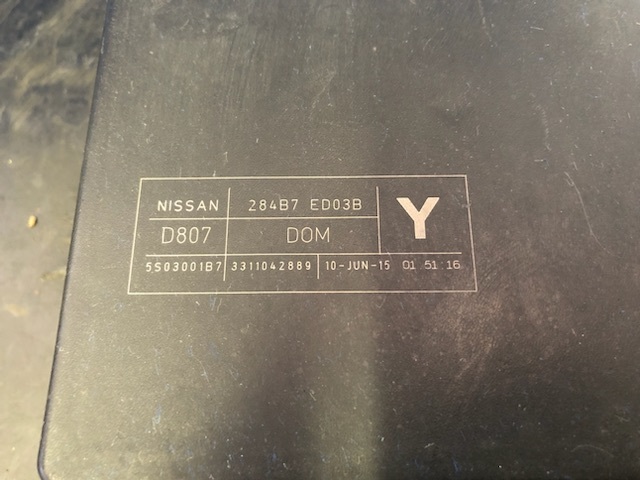 NISSAN 284B7 ED03B Y
D807 DOM
5S03001B7 3311042889 10-JUN-15 01 51:16